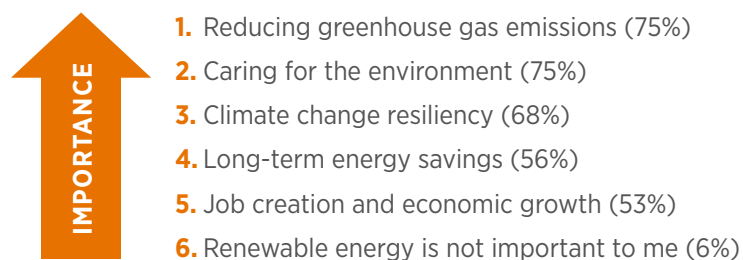 IMPORTANCE
1. Reducing greenhouse gas emissions (75%)
2. Caring for the environment (75%)
3. Climate change resiliency (68%)
4. Long-term energy savings (56%)
5. Job creation and economic growth (53%)
6. Renewable energy is not important to me (6%)